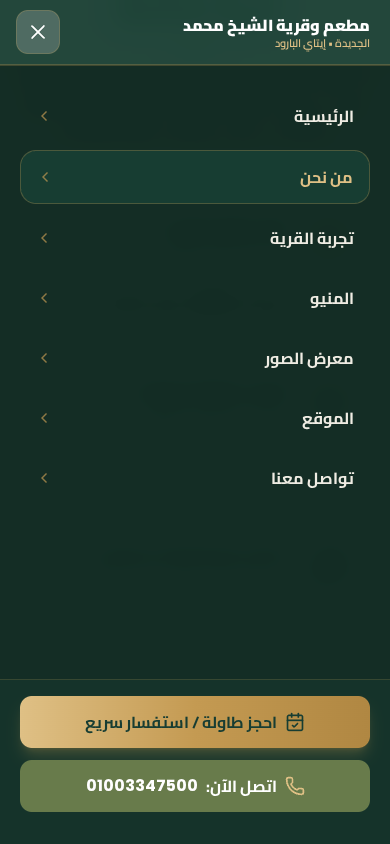 مطعم وقرية الشيخ محمد
الجديدة • إيتاي البارود
الرئيسية
من نحن
تجربة القرية
المنيو
معرض الصور
الموقع
تواصل معنا
احجز طاولة / استفسار سريع
اتصل الآن: 01003347500